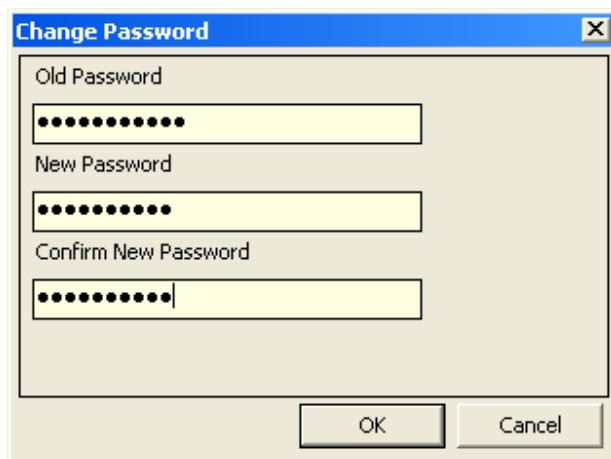 Change Password
Old Password
•••••••••••
New Password
••••••••••
Confirm New Password
••••••••••
OK
Cancel